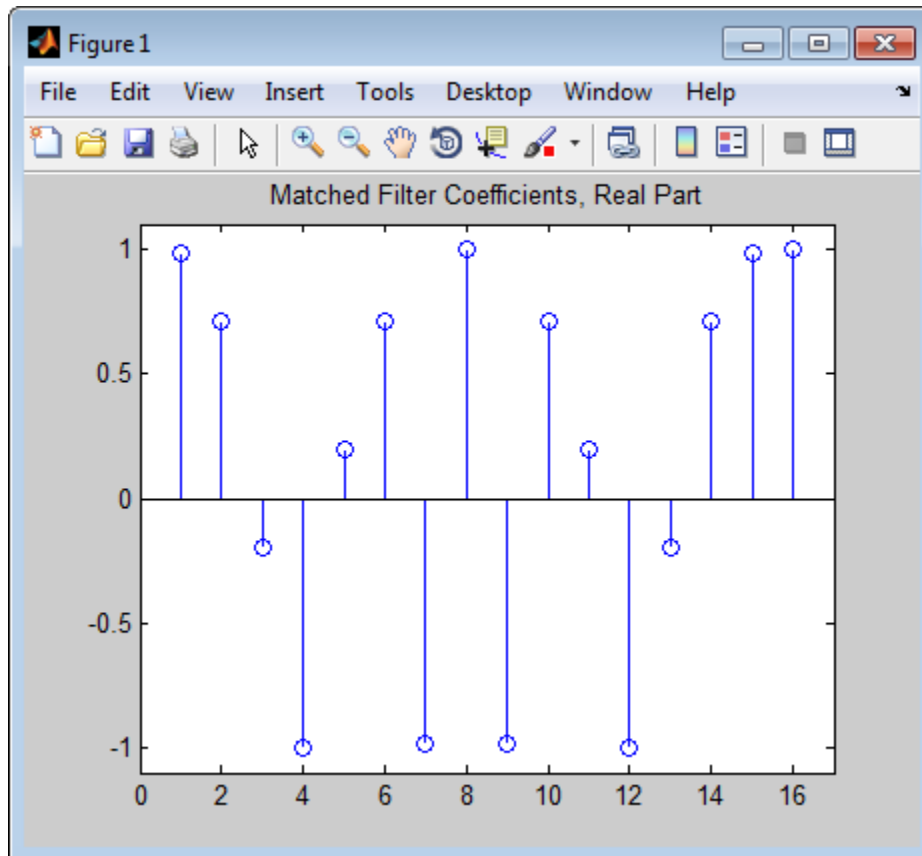 Figure 1
File Edit View Insert Tools Desktop Window Help
Matched Filter Coefficients, Real Part
1
0.5
0
-0.5
-1
0 2 4 6 8 10 12 14 16